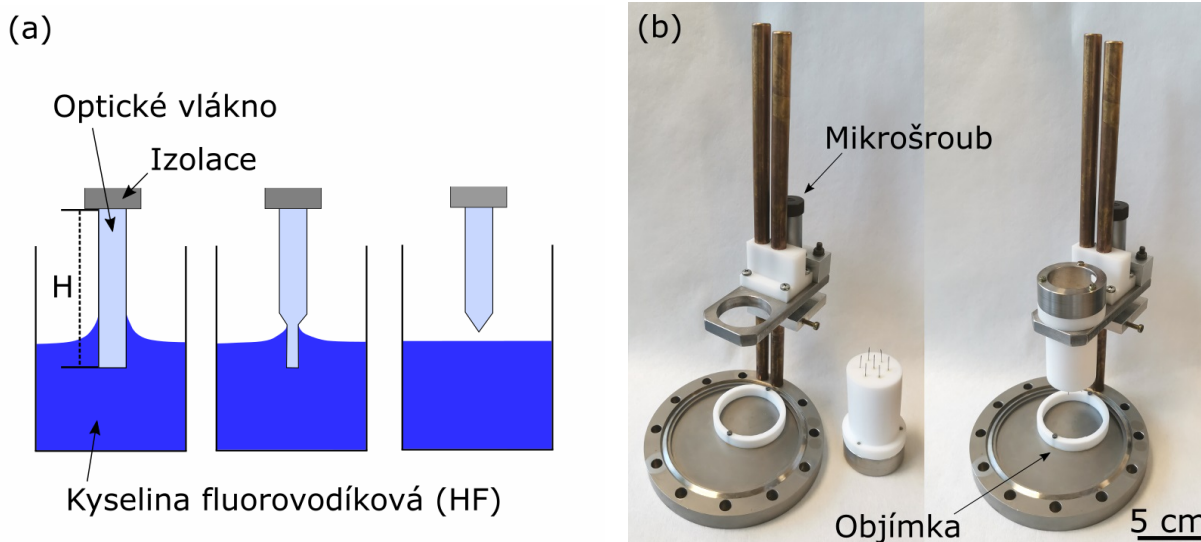 (a)
Optické vlákno
Izolace
H
Kyselina fluorovodíková (HF)
(b)
Mikrošroub
Objímka
5 cm